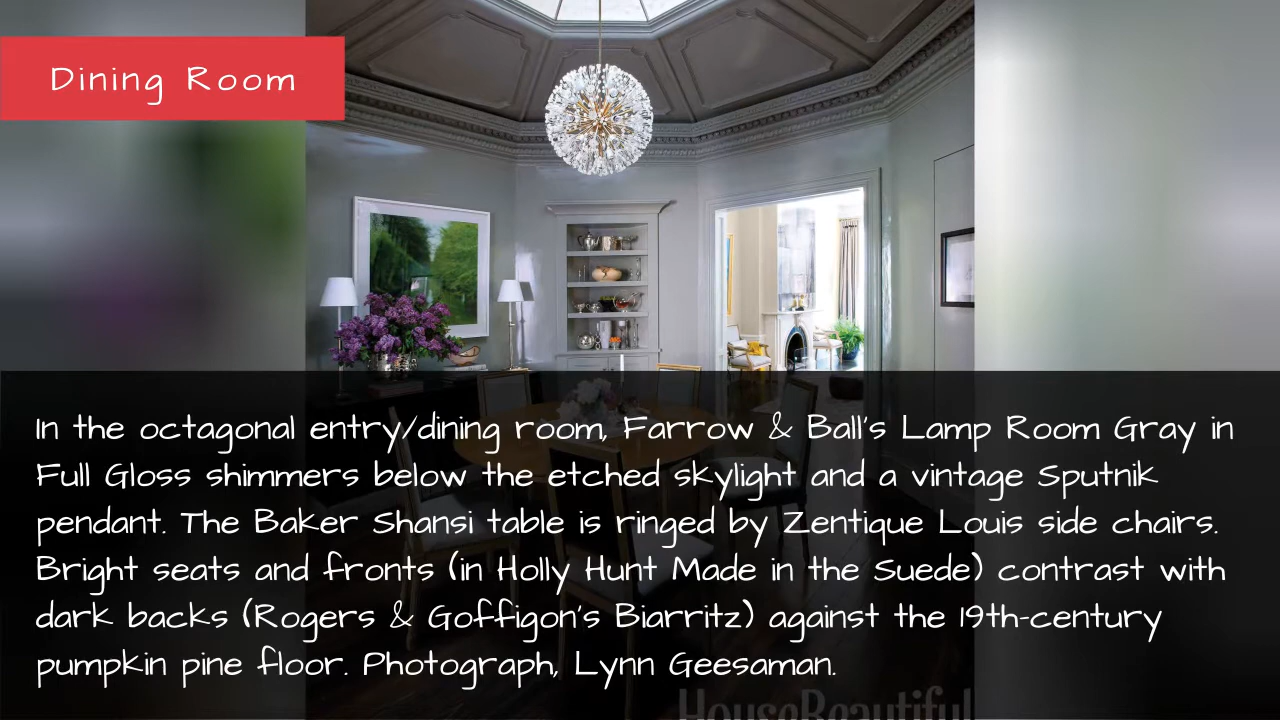 Dining Room
In the octagonal entry/dining room, Farrow & Ball's Lamp Room Gray in
Full Gloss shimmers below the etched skylight and a vintage Sputnik
pendant. The Baker Shansi table is ringed by Zentique Louis side chairs.
Bright seats and fronts (in Holly Hunt Made in the Suede) contrast with
dark backs (Rogers & Goffigon's Biarritz) against the 19th-century
pumpkin pine floor. Photograph, Lynn Geesaman.
HouseBeautiful